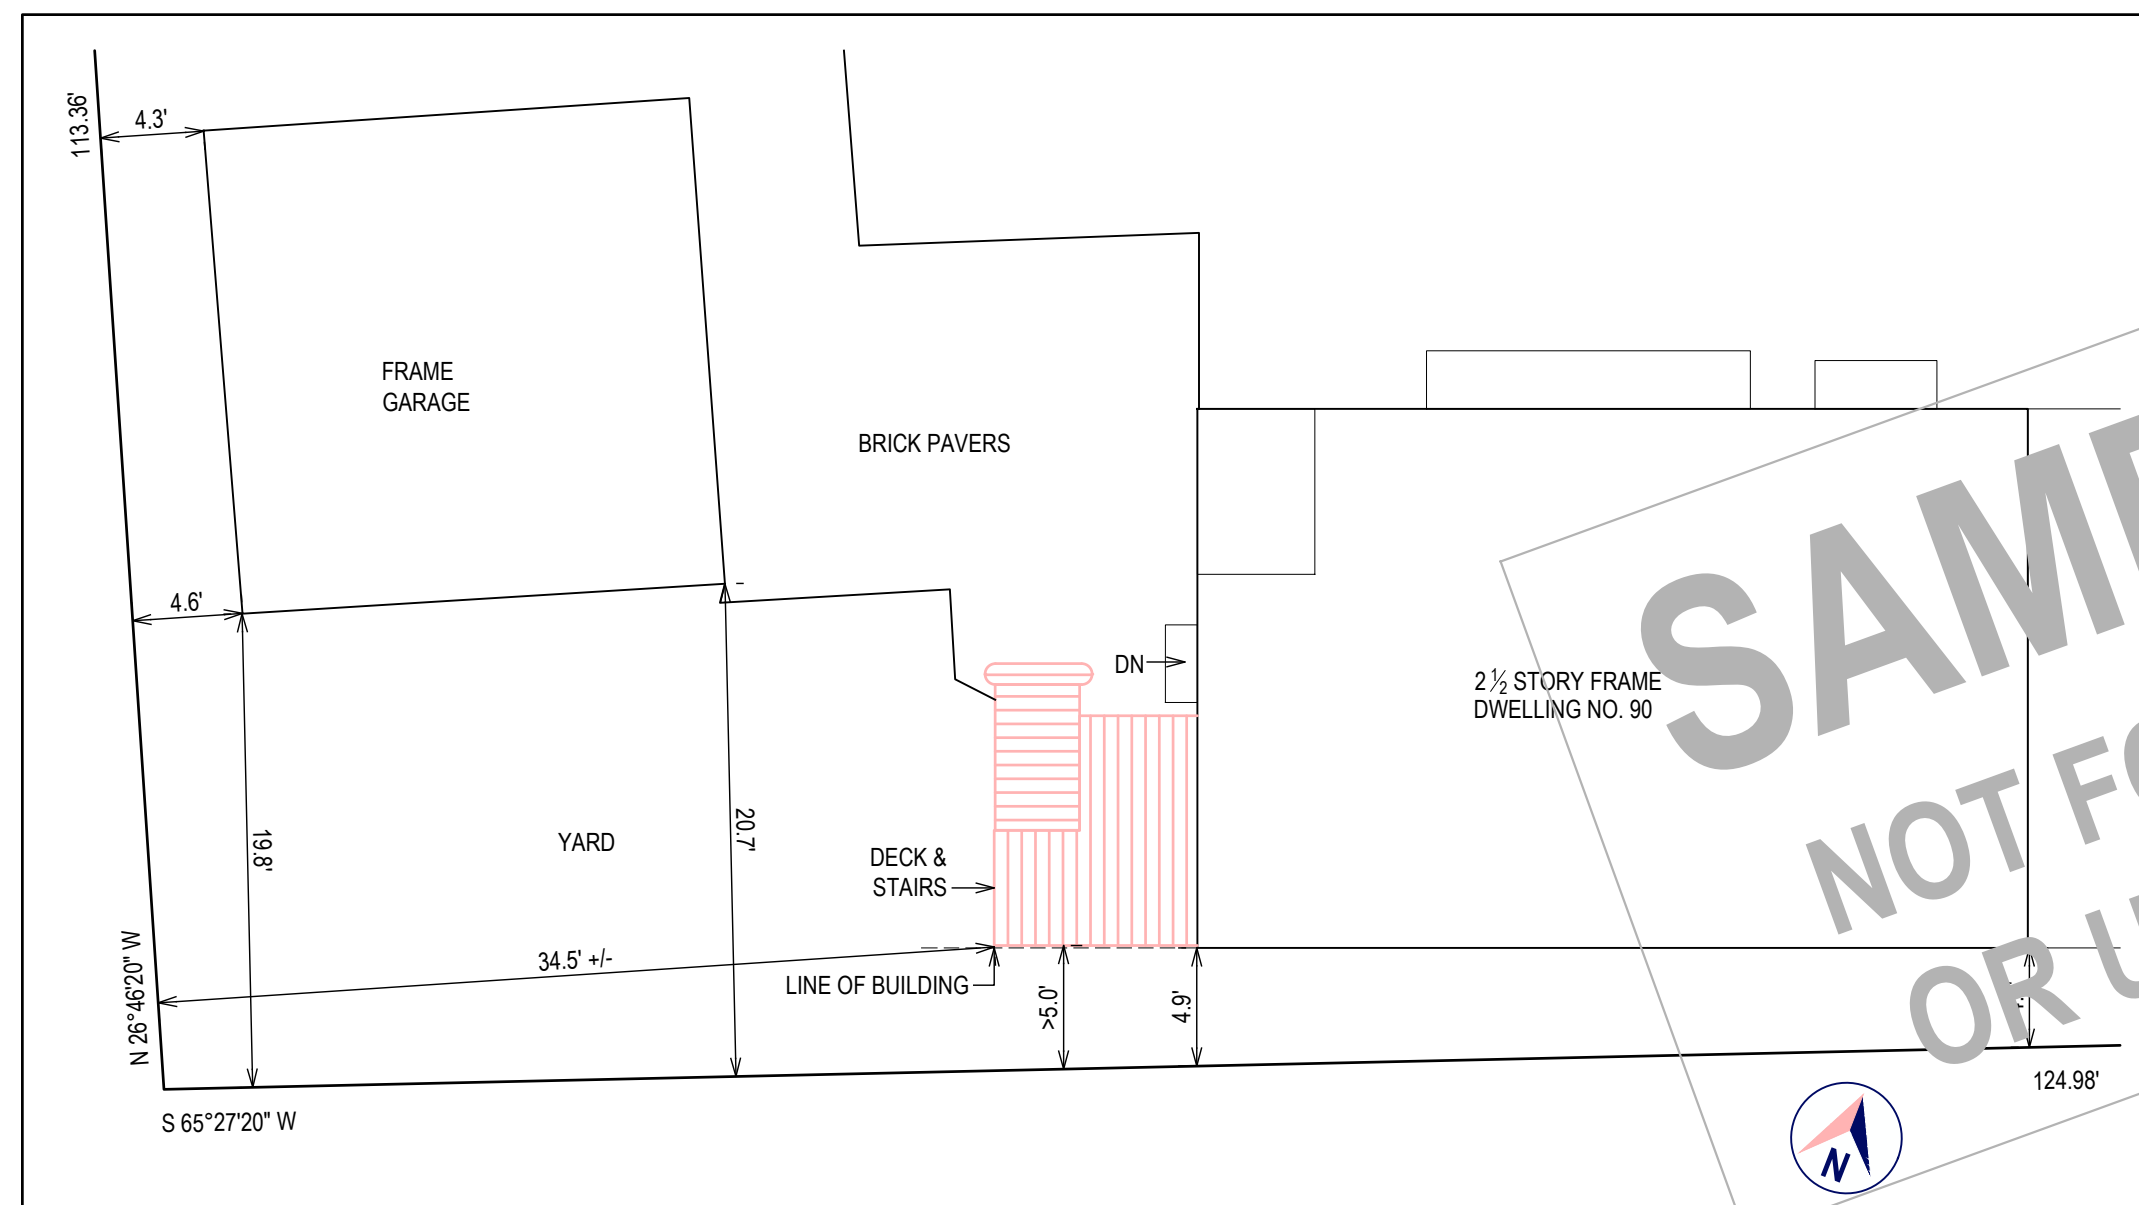 113.36'
4.3'
FRAME
GARAGE
BRICK PAVERS
4.6'
DN
2 ½ STORY FRAME
DWELLING NO. 90
19.8'
YARD
20.7'
DECK &
STAIRS
34.5' +/-
LINE OF BUILDING
>5.0'
4.9'
N 26°46'20" W
S 65°27'20" W
124.98'
N
NOT
OR